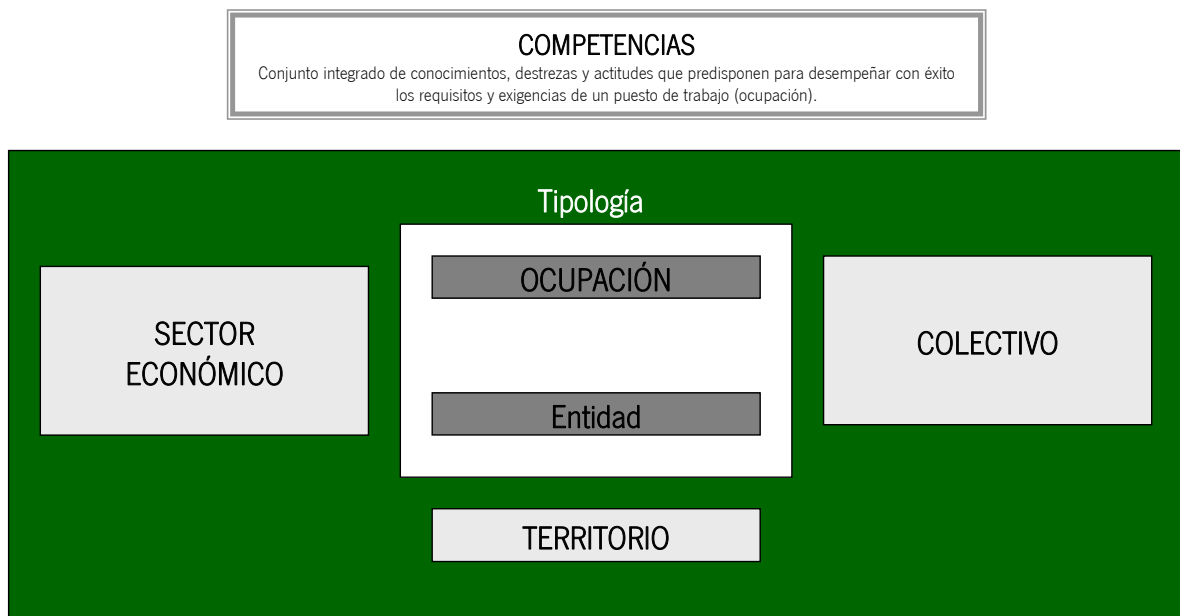 COMPETENCIAS
Conjunto integrado de conocimientos, destrezas y actitudes que predisponen para desempeñar con éxito
los requisitos y exigencias de un puesto de trabajo (ocupación).
Tipología
OCUPACIÓN
SECTOR
ECONÓMICO
COLECTIVO
Entidad
TERRITORIO